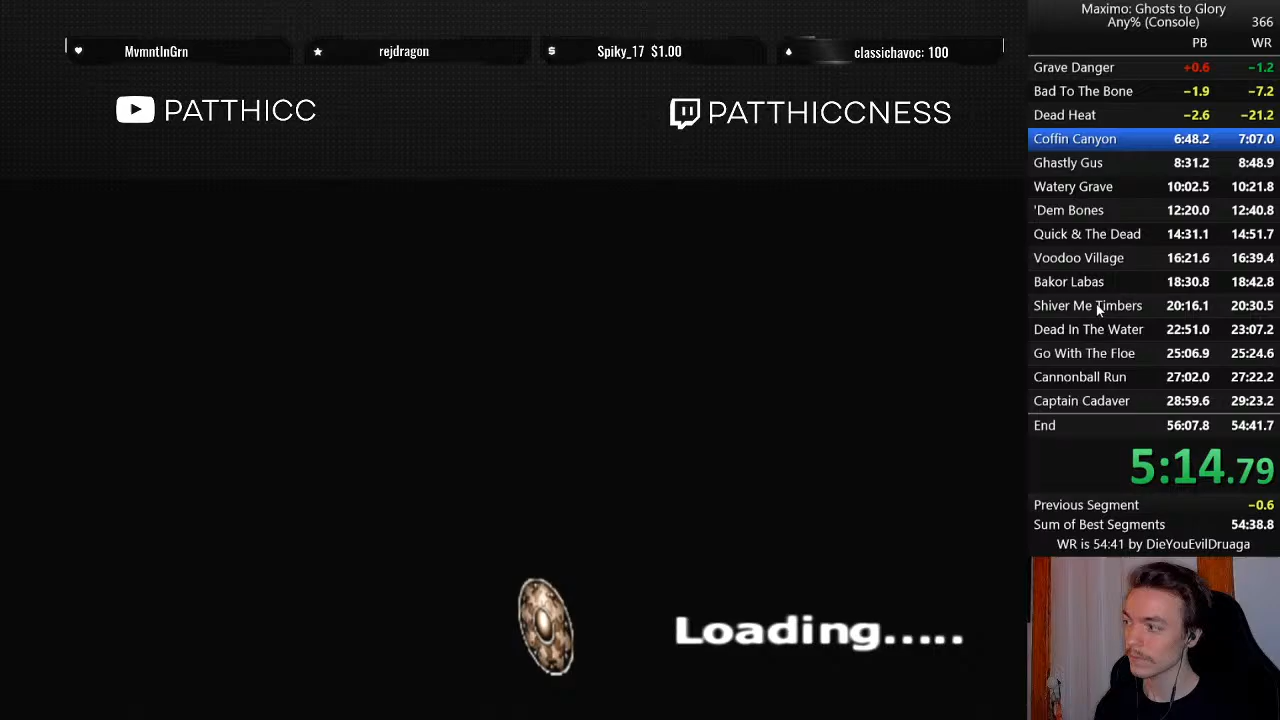 MvmntInGrn
rejdragon
Spiky_17 $1.00
classichavoc: 100
PATTHICC
PATTHICCNESS
Maximo: Ghosts to Glory
Any% (Console) 366
PB WR
Grave Danger +0.6 −1.2
Bad To The Bone −1.9 −7.2
Dead Heat −2.6 −21.2
Coffin Canyon 6:48.2 7:07.0
Ghastly Gus 8:31.2 8:48.9
Watery Grave 10:02.5 10:21.8
'Dem Bones 12:20.0 12:40.8
Quick & The Dead 14:31.1 14:51.7
Voodoo Village 16:21.6 16:39.4
Bakor Labas 18:30.8 18:42.8
Shiver Me Timbers 20:16.1 20:30.5
Dead In The Water 22:51.0 23:07.2
Go With The Floe 25:06.9 25:24.6
Cannonball Run 27:02.0 27:22.2
Captain Cadaver 28:59.6 29:23.2
End 56:07.8 54:41.7
5:14.79
Previous Segment −0.6
Sum of Best Segments 54:38.8
WR is 54:41 by DieYouEvilDruaga
Loading.....